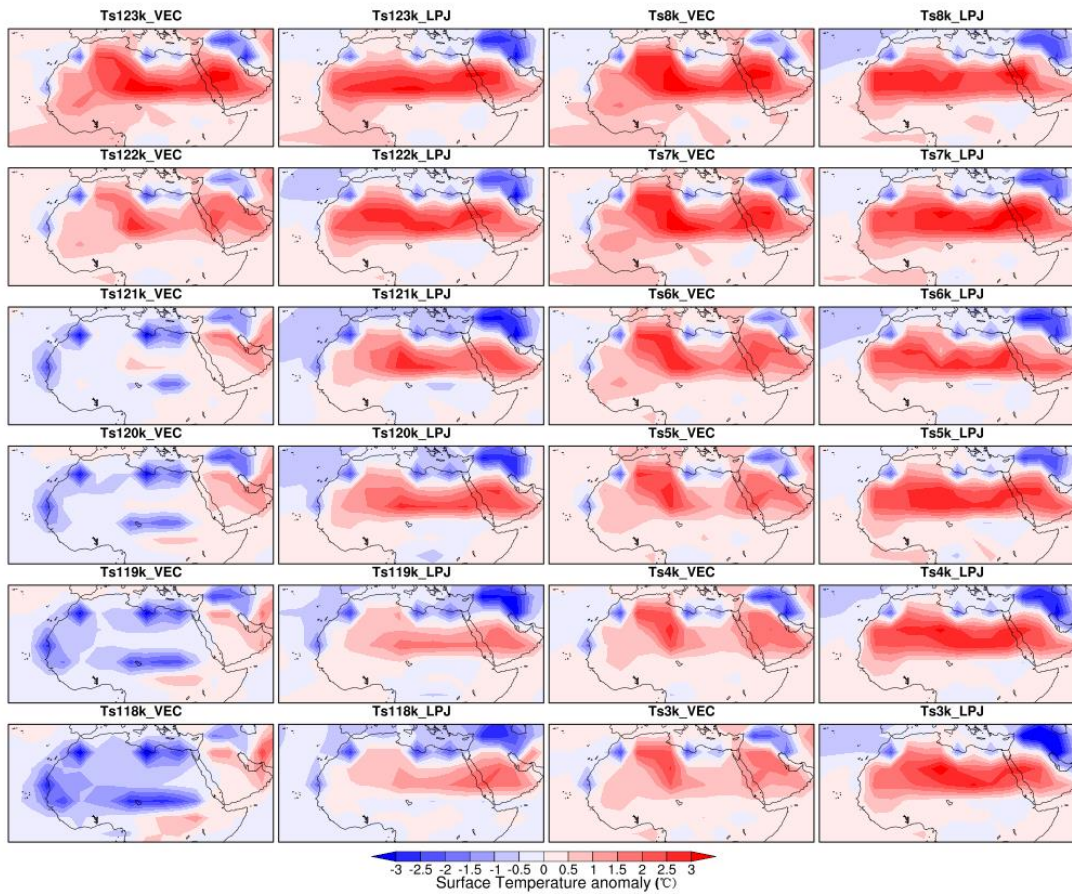 Ts123k_VEC Ts123k_LPJ Ts8k_VEC Ts8k_LPJ
Ts122k_VEC Ts122k_LPJ Ts7k_VEC Ts7k_LPJ
Ts121k_VEC Ts121k_LPJ Ts6k_VEC Ts6k_LPJ
Ts120k_VEC Ts120k_LPJ Ts5k_VEC Ts5k_LPJ
Ts119k_VEC Ts119k_LPJ Ts4k_VEC Ts4k_LPJ
Ts118k_VEC Ts118k_LPJ Ts3k_VEC Ts3k_LPJ
-3 -2.5 -2 -1.5 -1 -0.5 0 0.5 1 1.5 2 2.5 3
Surface Temperature anomaly (℃)